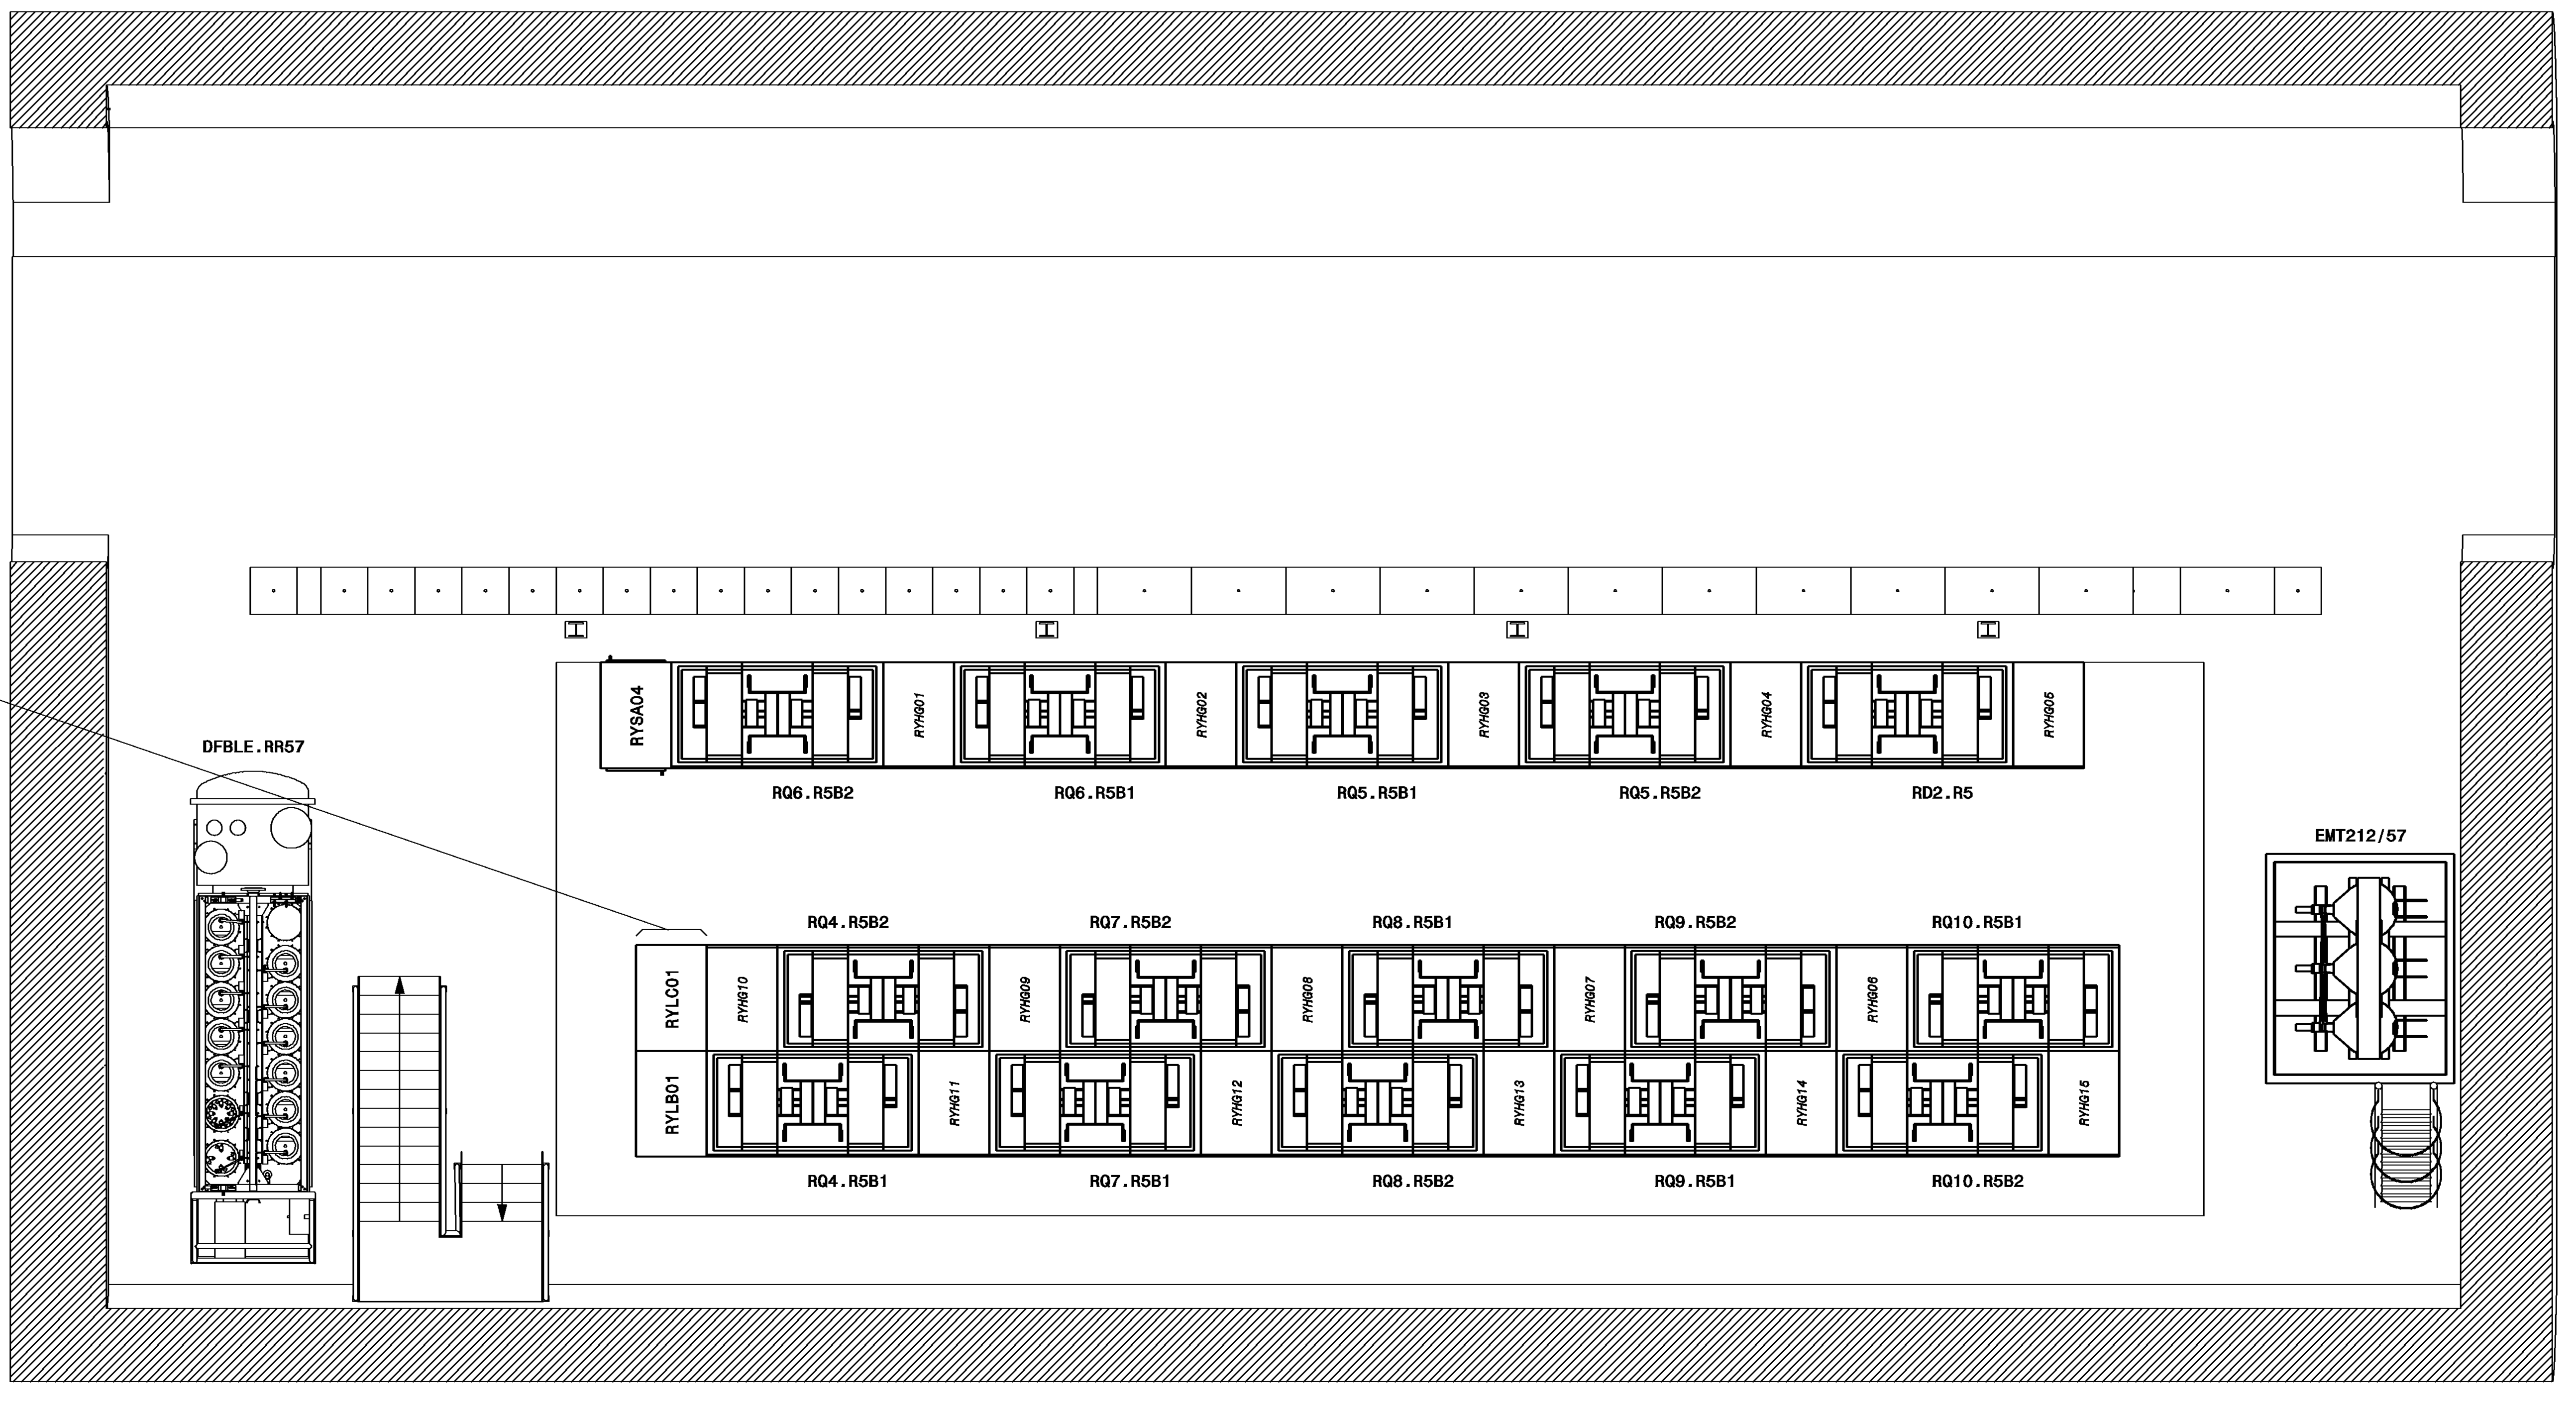 RYSA04
RYHG01
RYHG02
RYHG03
RYHG04
RYHG05
DFBLE.RR57
RQ6.R5B2
RQ6.R5B1
RQ5.R5B1
RQ5.R5B2
RD2.R5
EMT212/57
RQ4.R5B2
RQ7.R5B2
RQ8.R5B1
RQ9.R5B2
RQ10.R5B1
RYLC01
RYHG10
RYHG09
RYHG08
RYHG07
RYHG06
RYLB01
RYHG11
RYHG12
RYHG13
RYHG14
RYHG15
RQ4.R5B1
RQ7.R5B1
RQ8.R5B2
RQ9.R5B1
RQ10.R5B2